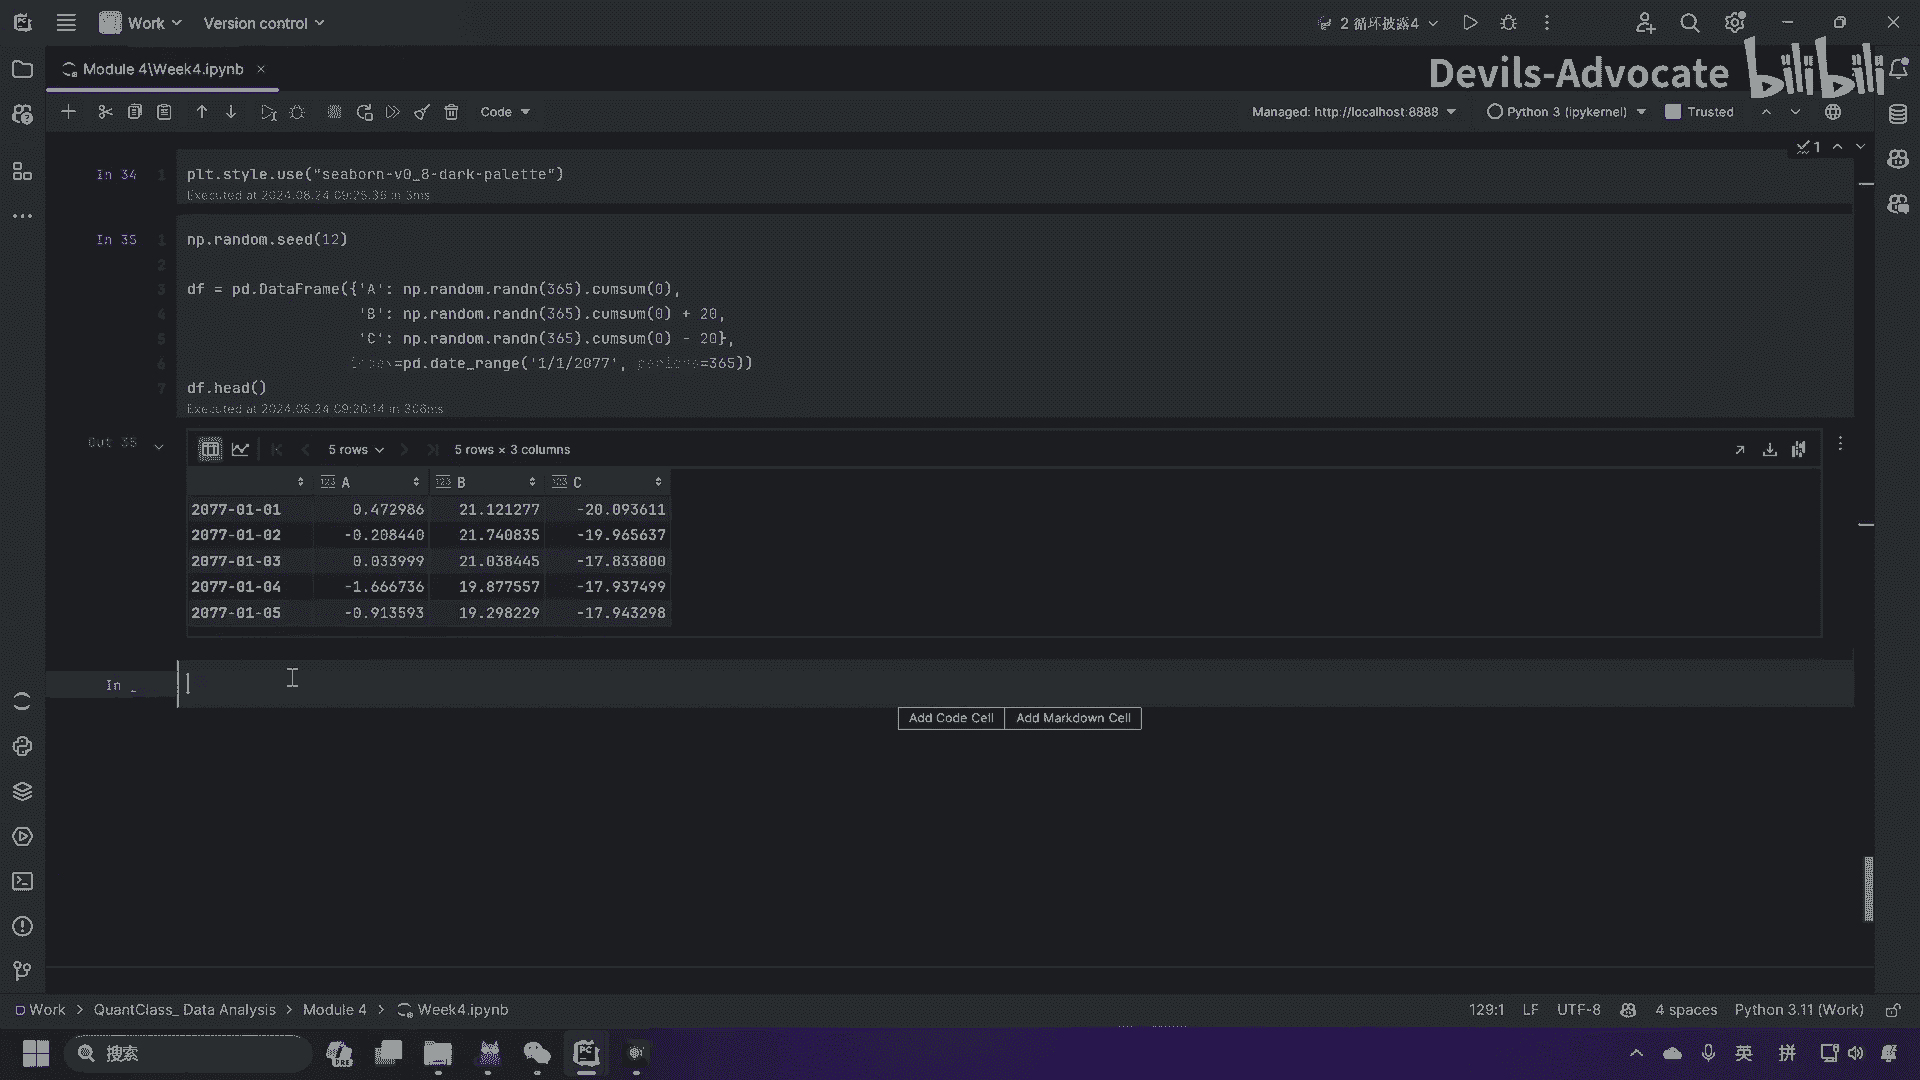 Work
Version control
2 循环披露4
Devils-Advocate bilibili
Module 4\Week4.ipynb
Code
Managed: http://localhost:8888
Python 3 (ipykernel)
Trusted
1
In 34
1
plt.style.use("seaborn-v0_8-dark-palette")
Executed at 2024.08.24 09:25:36 in 3ms
In 35
1 np.random.seed(12)
2
3 df = pd.DataFrame({'A': np.random.randn(365).cumsum(0),
4 'B': np.random.randn(365).cumsum(0) + 20,
5 'C': np.random.randn(365).cumsum(0) - 20},
6 index=pd.date_range('1/1/2077', periods=365))
7 df.head()
Executed at 2024.08.24 09:26:14 in 306ms
Out 35
5 rows
5 rows × 3 columns
123 A 123 B 123 C
2077-01-01 0.472986 21.121277 -20.093611
2077-01-02 -0.208440 21.740835 -19.965637
2077-01-03 0.033999 21.038445 -17.833800
2077-01-04 -1.666736 19.877557 -17.937499
2077-01-05 -0.913593 19.298229 -17.943298
In _
Add Code Cell Add Markdown Cell
Work > QuantClass_ Data Analysis > Module 4 > Week4.ipynb
129:1 LF UTF-8 4 spaces Python 3.11 (Work)
搜索
PRE
PC
英
拼